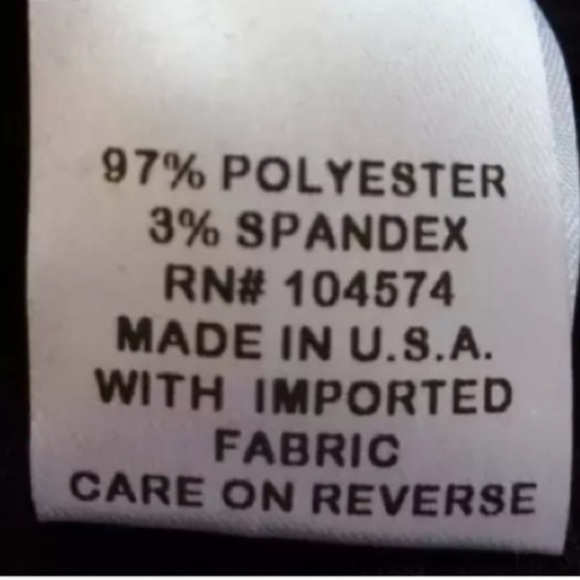 97% POLYESTER
3% SPANDEX
RN# 104574
MADE IN U.S.A.
WITH IMPORTED
FABRIC
CARE ON REVERSE